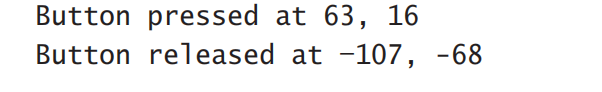 Button pressed at 63, 16
Button released at −107, -68